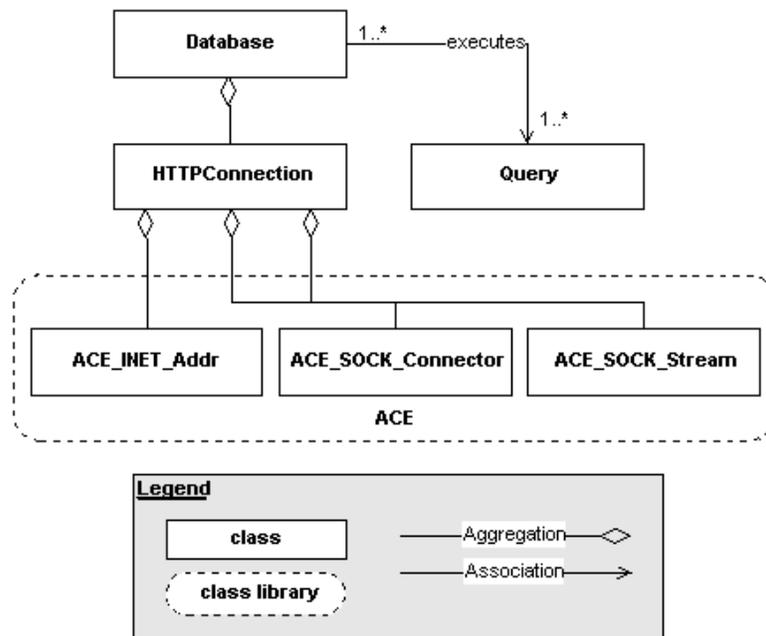 Database
1..*
executes
1..*
HTTPConnection
Query
ACE_INET_Addr
ACE_SOCK_Connector
ACE_SOCK_Stream
ACE
Legend
class
Aggregation
Association
class library